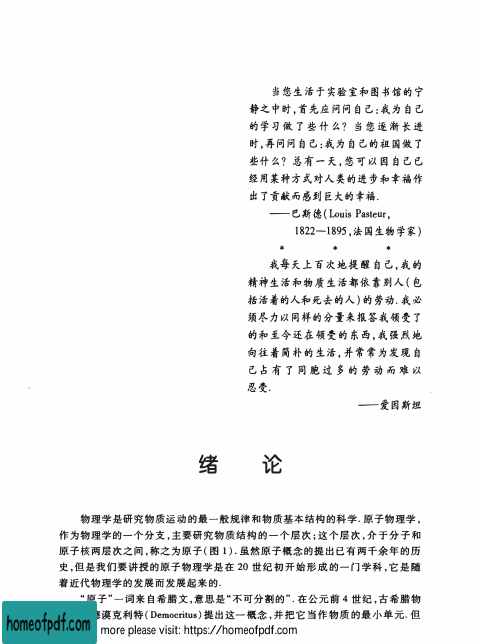 当您生活于实验室和图书馆的宁
静之中时,首先应问问自己:我为自己
的学习做了些什么?当您逐渐长进
时,再问问自己:我为自己的祖国做了
些什么?总有一天,您可以因自己已
经用某种方式对人类的进步和幸福作
出了贡献而感到巨大的幸福.
——巴斯德(Louis Pasteur,
1822—1895,法国生物学家)
* * *
我每天上百次地提醒自己,我的
精神生活和物质生活都依靠别人(包
括活着的人和死去的人)的劳动.我必
须尽力以同样的分量来报答我领受了
的和至今还在领受的东西,我强烈地
向往着简朴的生活,并常常为发现自
己占有了同胞过多的劳动而难以
忍受.
——爱因斯坦
绪 论
物理学是研究物质运动的最一般规律和物质基本结构的科学.原子物理学,
作为物理学的一个分支,主要研究物质结构的一个层次;这个层次,介于分子和
原子核两层次之间,称之为原子(图1).虽然原子概念的提出已有两千余年的历
史,但是我们要讲授的原子物理学是在20世纪初开始形成的一门学科,它是随
着近代物理学的发展而发展起来的.
“原子”一词来自希腊文,意思是“不可分割的”.在公元前4世纪,古希腊物
谟克利特(Democritus)提出这一概念,并把它当作物质的最小单元.但
homeofpdf.com
more please visit: https://homeofpdf.com